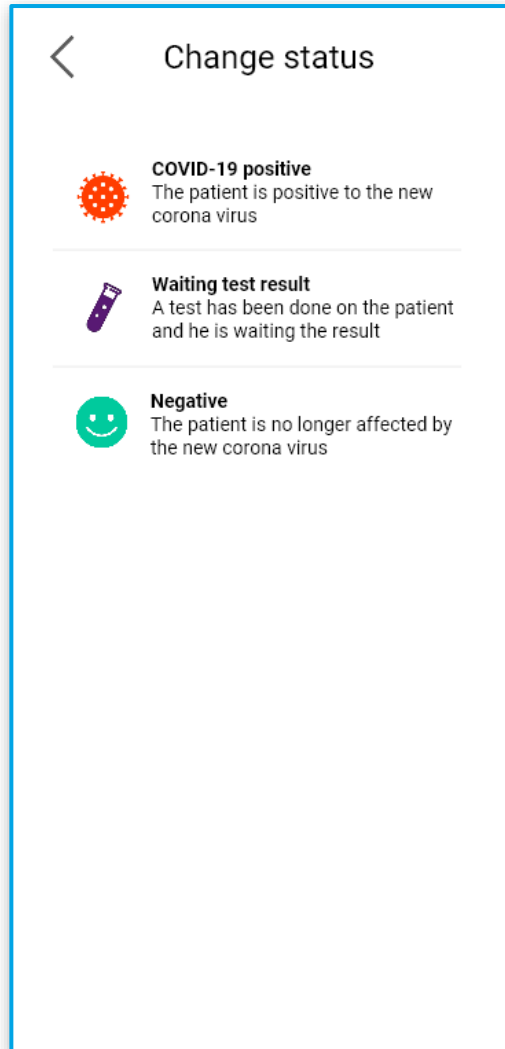 Change status
COVID-19 positive
The patient is positive to the new
corona virus
Waiting test result
A test has been done on the patient
and he is waiting the result
Negative
The patient is no longer affected by
the new corona virus